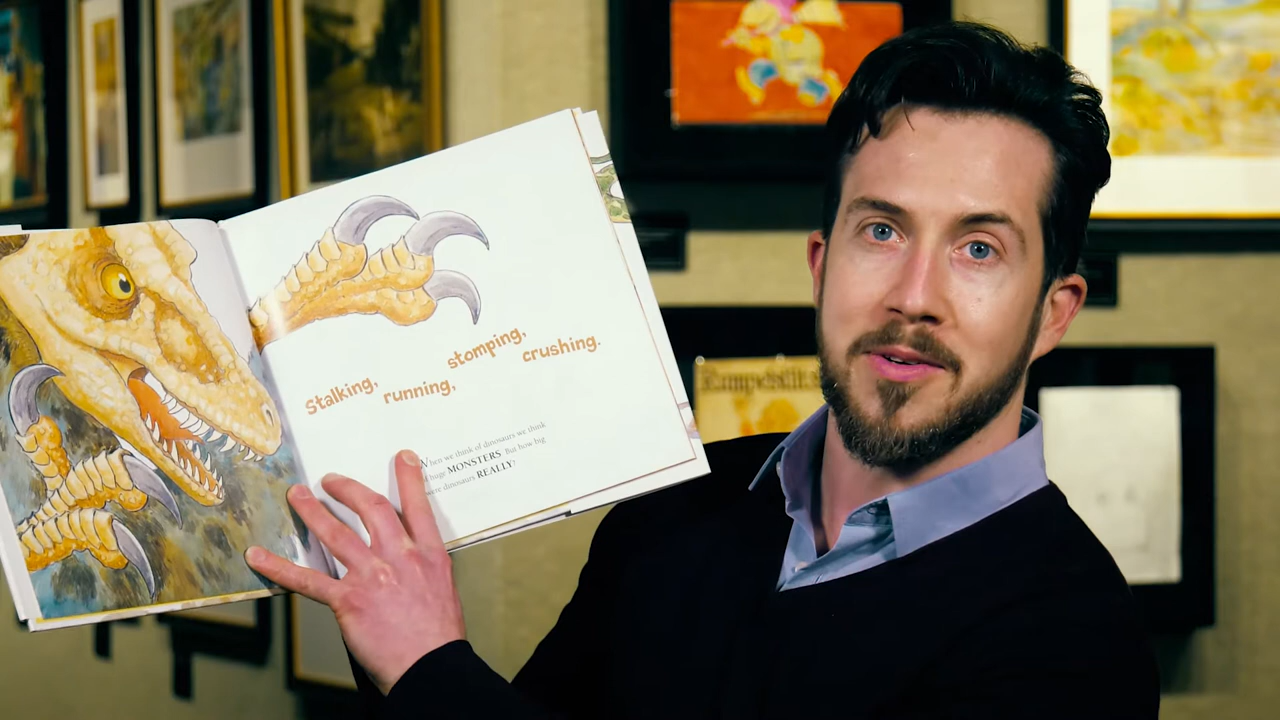 Stalking,
running,
stomping,
crushing.
When we think of dinosaurs we think
huge MONSTERS. But how big
were dinosaurs REALLY?